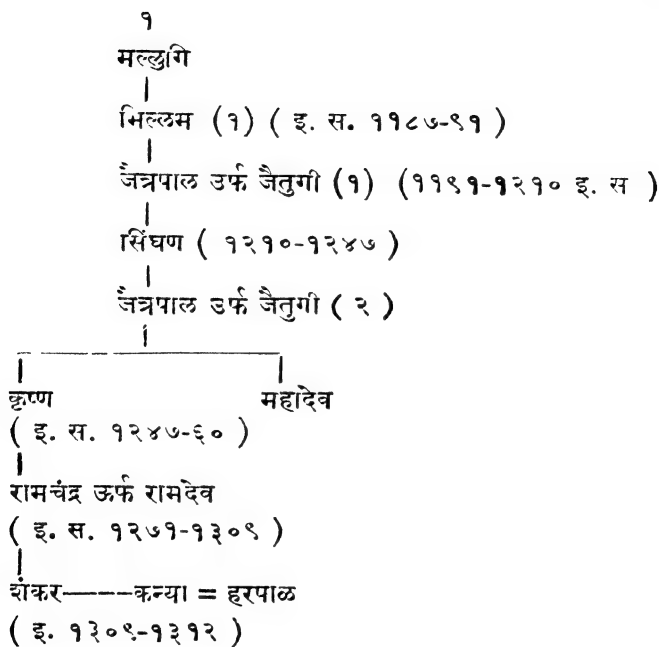 १
मल्लुगि
भिल्लम (१) ( इ. स. ११८७-९१ )
जैत्रपाल उर्फ जैतुगी (१) (११९१-१२१० इ. स )
सिंघण ( १२१०-१२४७ )
जैत्रपाल उर्फ जैतुगी ( २ )
कृष्ण महादेव
( इ. स. १२४७-६० )
रामचंद्र ऊर्फ रामदेव
( इ. स. १२७१-१३०९ )
शंकर----कन्या = हरपाळ
( इ. १३०९-१३१२ )